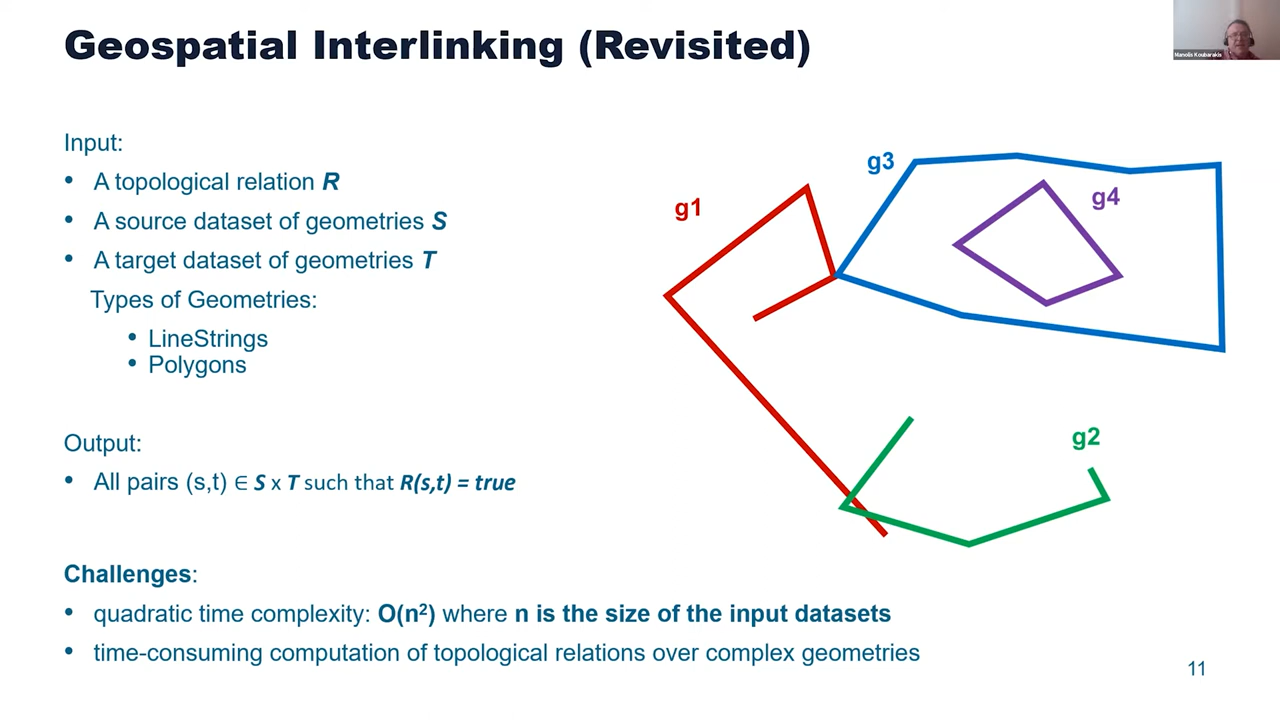 Geospatial Interlinking (Revisited)
Manolis Koubarakis
Input:
• A topological relation R
• A source dataset of geometries S
• A target dataset of geometries T
Types of Geometries:
• LineStrings
• Polygons
Output:
• All pairs (s,t) ∈ S x T such that R(s,t) = true
Challenges:
• quadratic time complexity: O(n²) where n is the size of the input datasets
• time-consuming computation of topological relations over complex geometries
g1
g3
g4
g2
11